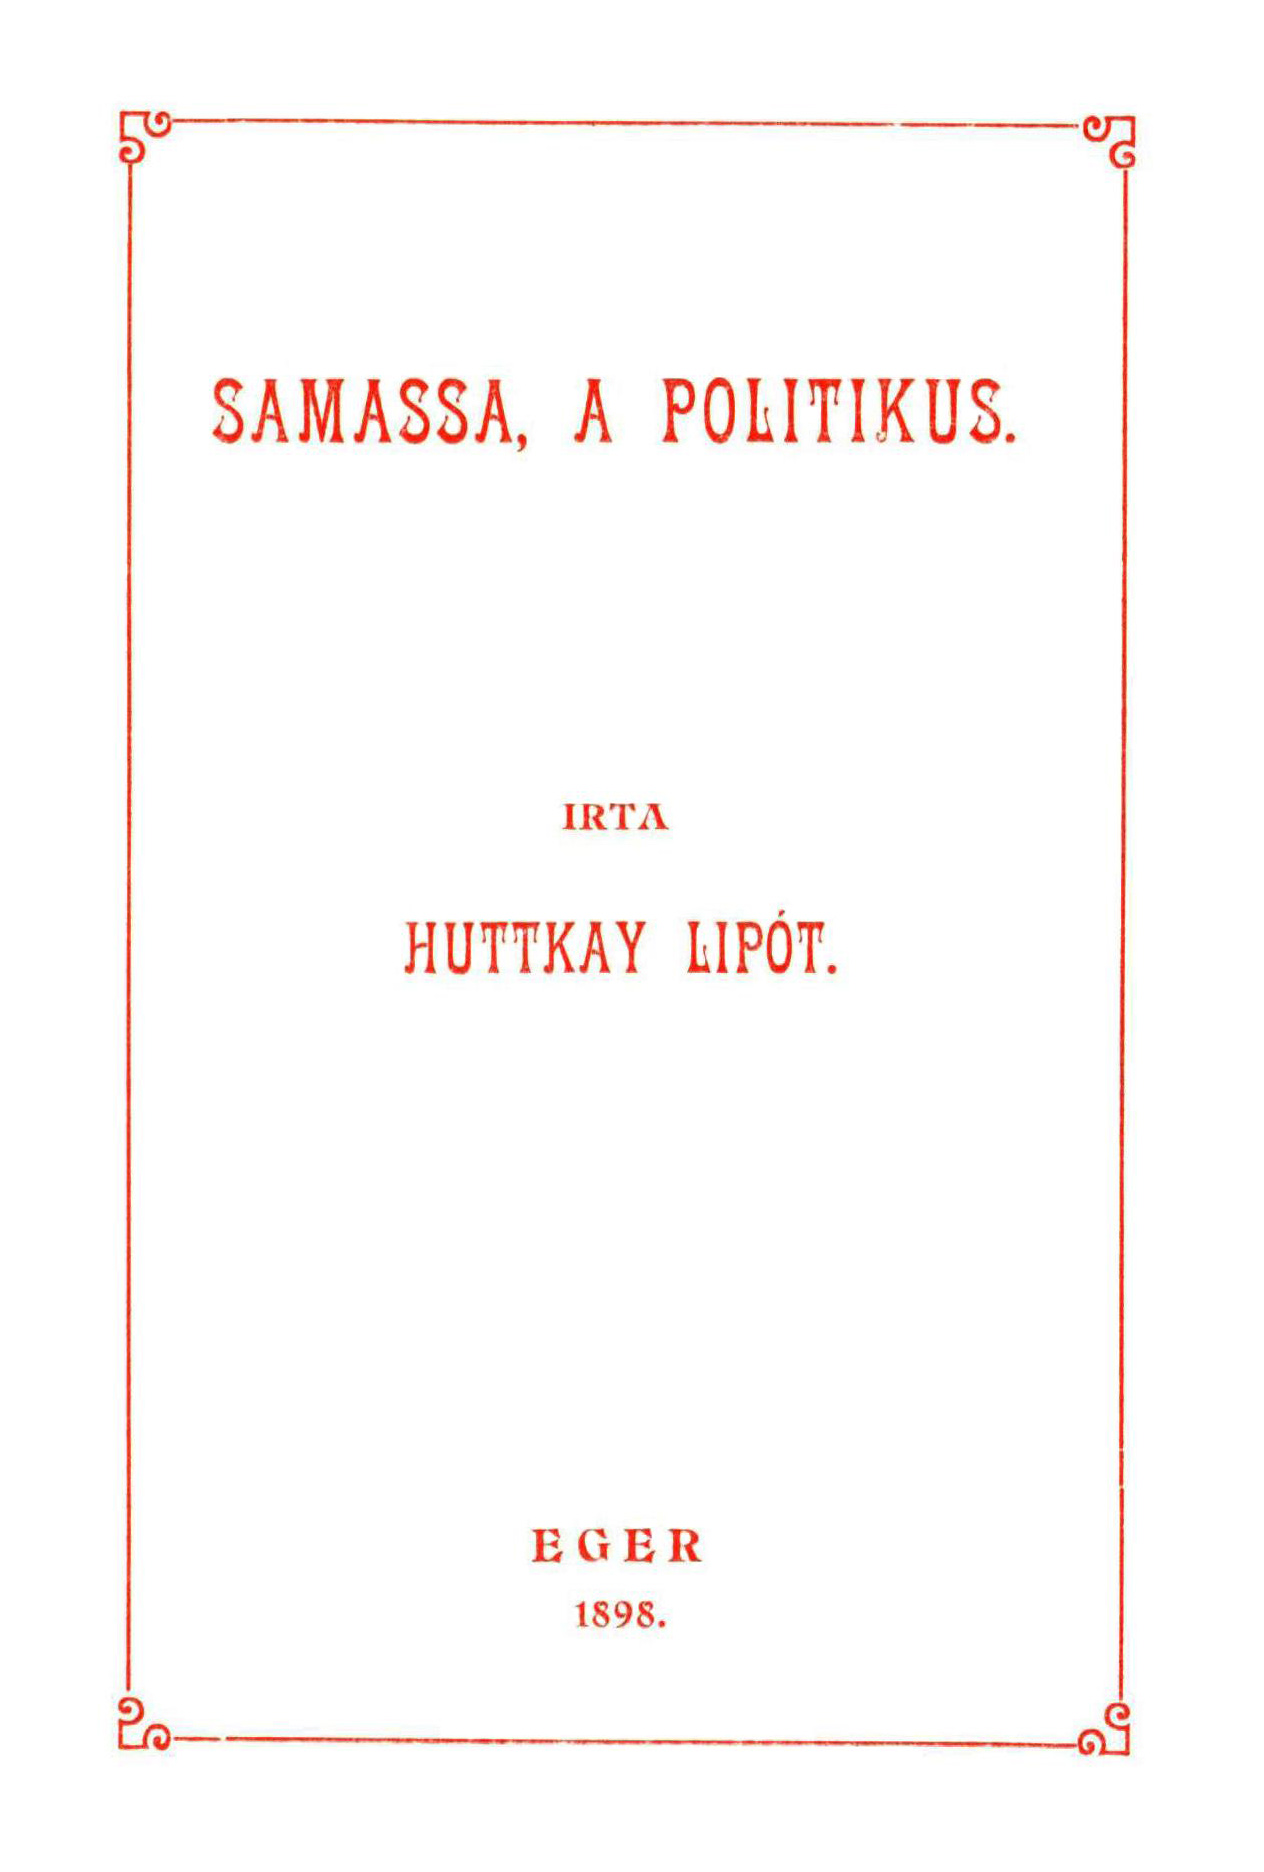 SAMASSA, A POLITIKUS.
IRTA
HUTTKAY LIPÓT.
EGER
1898.